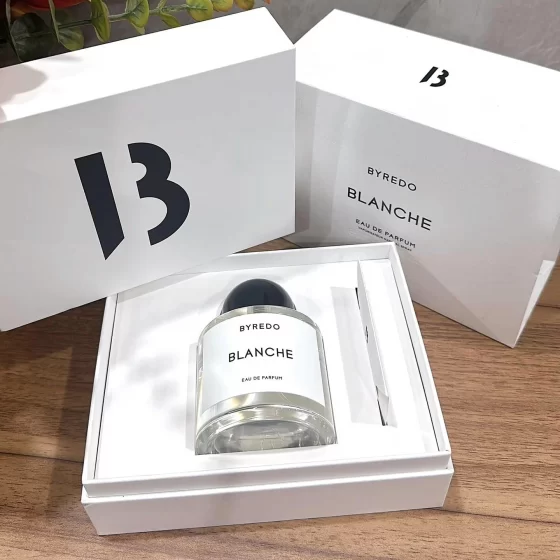 B
B
BYREDO
BLANCHE
EAU DE PARFUM
BYREDO
BLANCHE
EAU DE PARFUM